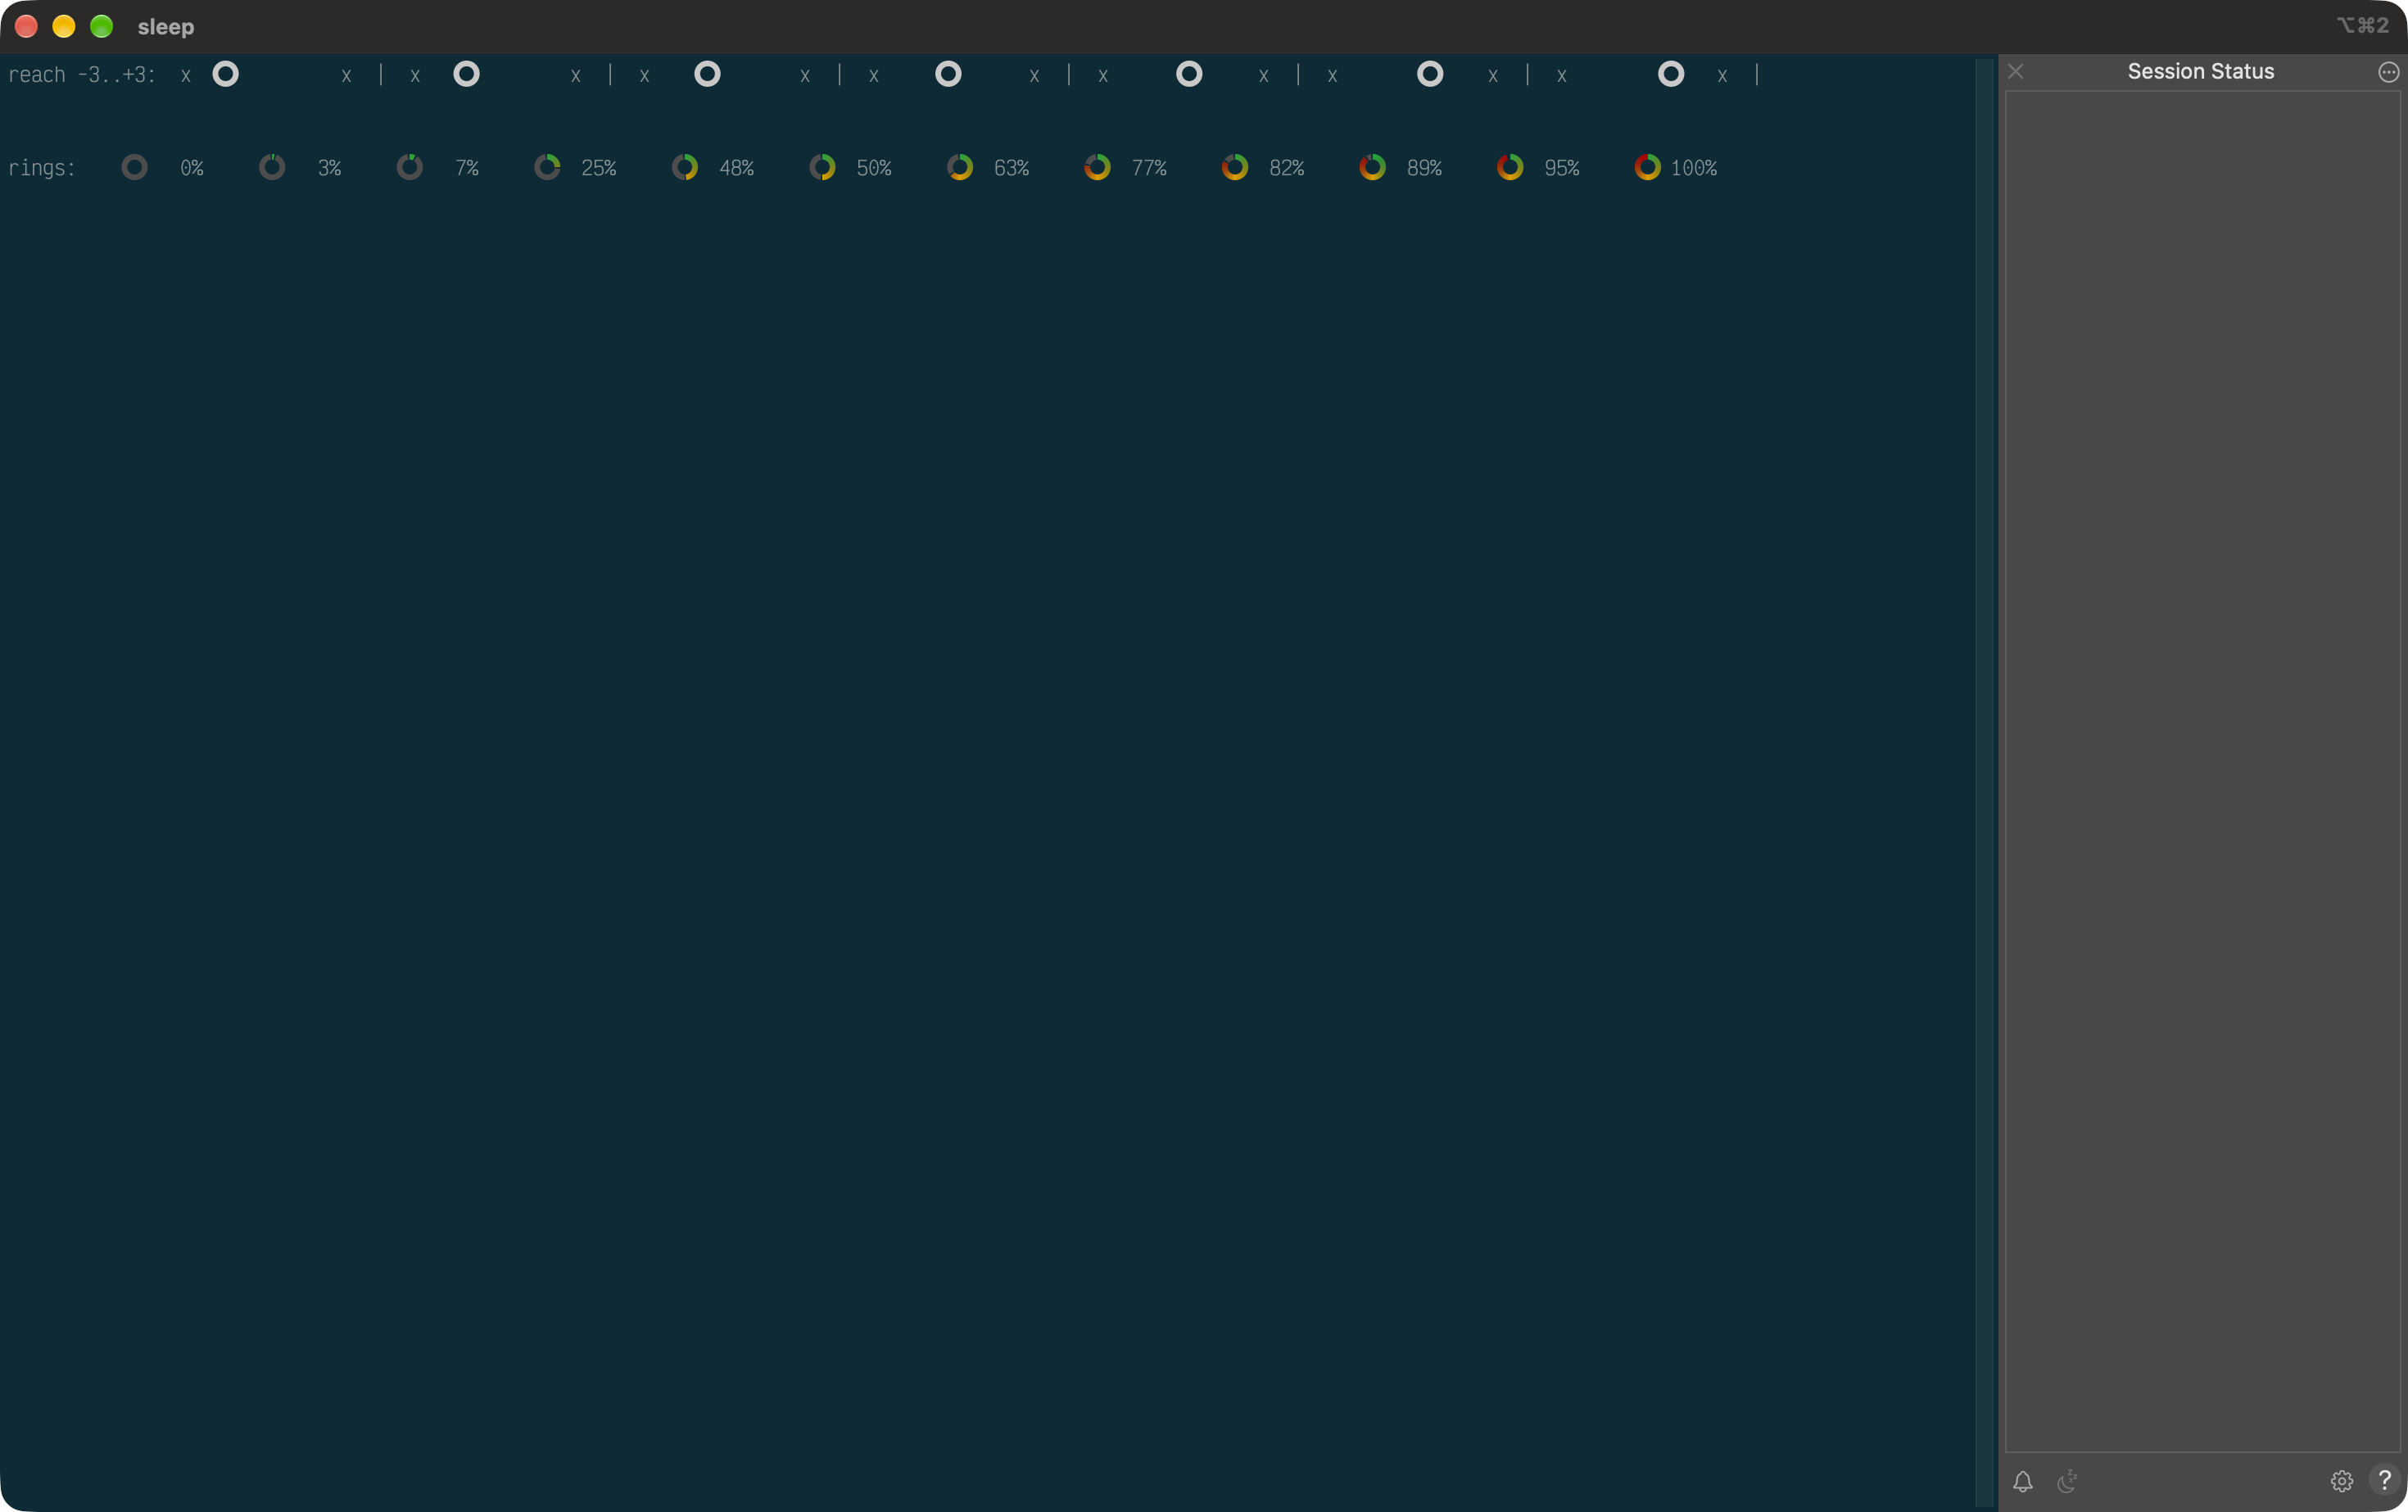 sleep
⌥⌘2
reach -3..+3: x x | x x | x x | x x | x x | x x | x x |
Session Status
rings: 0% 3% 7% 25% 48% 50% 63% 77% 82% 89% 95% 100%
?